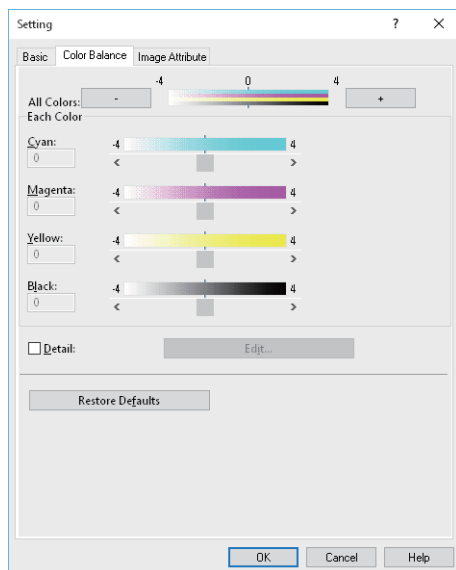 Setting ? ×
Basic Color Balance Image Attribute
-4 0 4
All Colors: - +
Each Color
Cyan:
-4 4
0
< >
Magenta:
-4 4
0
< >
Yellow:
-4 4
0
< >
Black:
-4 4
0
< >
Detail: Edit...
Restore Defaults
OK Cancel Help